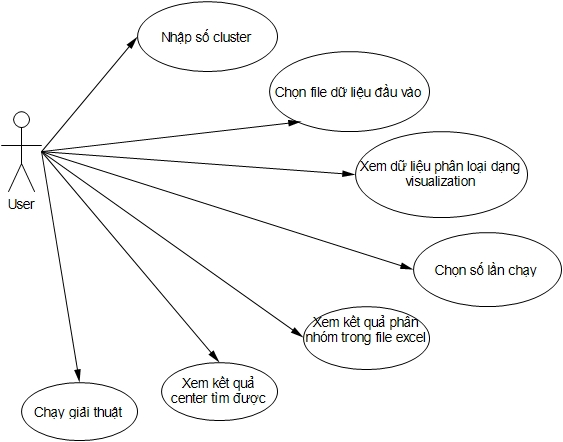 Nhập số cluster
Chọn file dữ liệu đầu vào
Xem dữ liệu phân loại dạng
visualization
User
Chọn số lần chạy
Xem kết quả phân
nhóm trong file excel
Xem kết quả
center tìm được
Chạy giải thuật